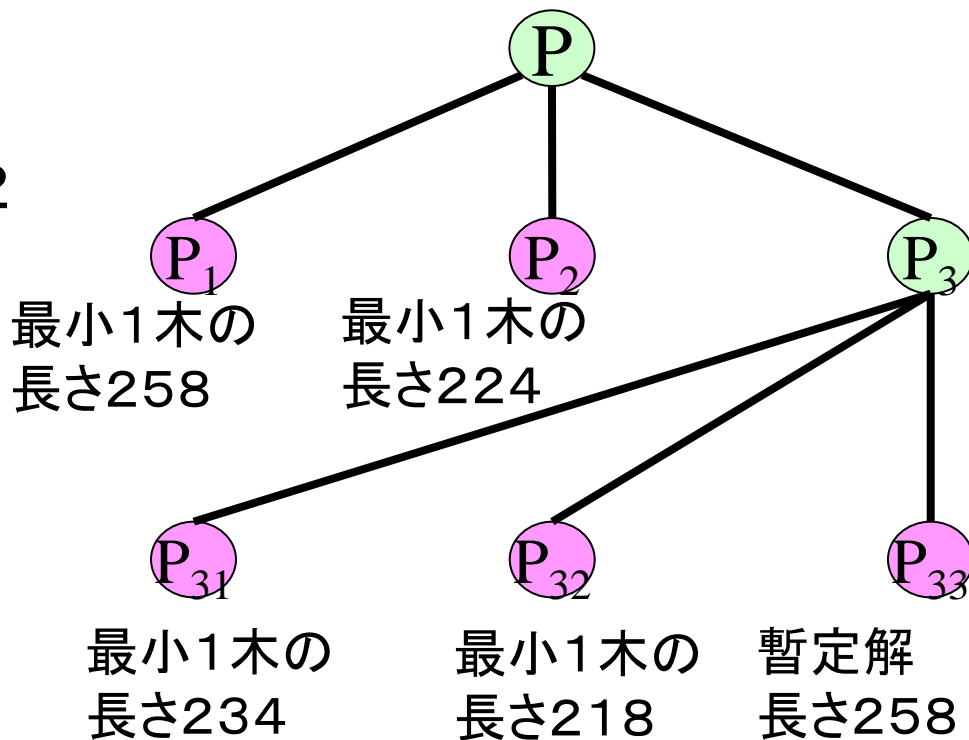 P
P1
P2
P3
最小１木の
長さ258
最小１木の
長さ224
P31
P32
P33
最小１木の
長さ234
最小１木の
長さ218
暫定解
長さ258